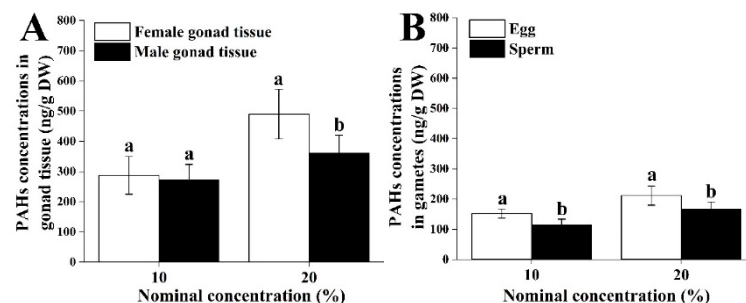 A
Female gonad tissue
Male gonad tissue
PAHs concentrations in
gonad tissue (ng/g DW)
800
700
600
500
400
300
200
100
0
a
a
a
b
10
20
Nominal concentration (%)
B
Egg
Sperm
PAHs concentrations
in gametes (ng/g DW)
800
700
600
500
400
300
200
100
0
a
b
a
b
10
20
Nominal concentration (%)